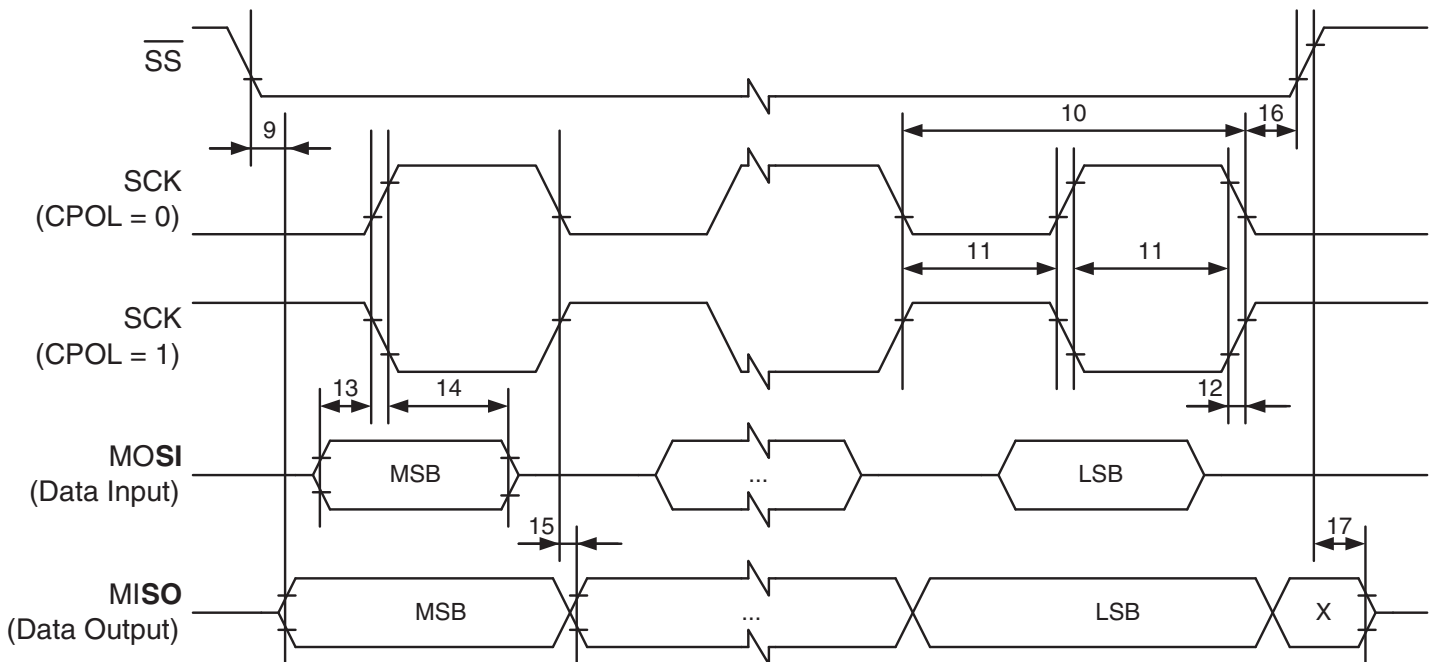 SS
9
10
16
SCK
(CPOL = 0)
11
11
SCK
(CPOL = 1)
13
14
12
MOSI
(Data Input)
MSB
...
LSB
15
17
MISO
(Data Output)
MSB
...
LSB
X